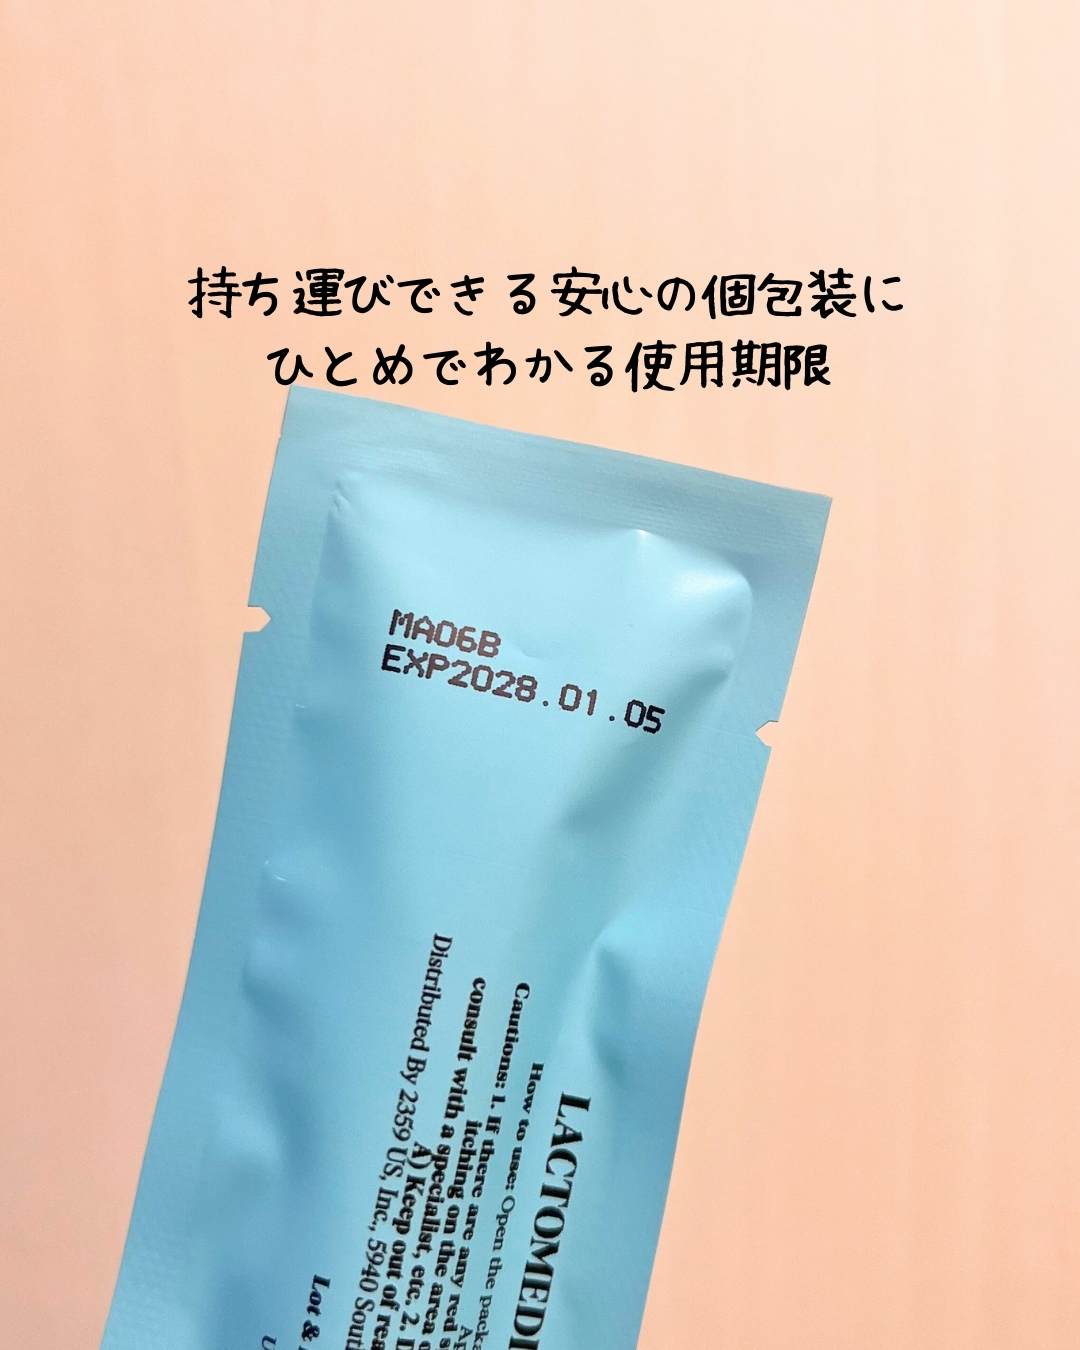 持ち運びできる安心の個包装に
ひとめでわかる使用期限
MA06B
EXP2028.01.05
LACTOMEDI
How to use: Open the packa
Cautions: 1. If there are any red s
itching on the area
consult with a specialist, etc. 2. D
A) Keep out of rea
Distributed By 2359 US, Inc., 5940 Sout
Lot &